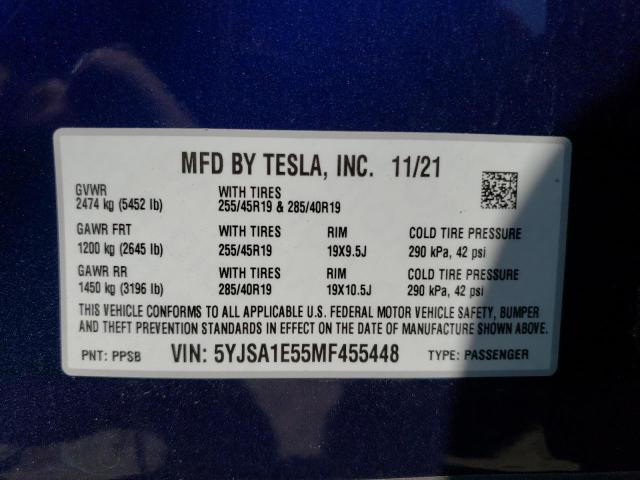 MFD BY TESLA, INC. 11/21
GVWR WITH TIRES
2474 kg (5452 lb) 255/45R19 & 285/40R19
GAWR FRT WITH TIRES RIM COLD TIRE PRESSURE
1200 kg (2645 lb) 255/45R19 19X9.5J 290 kPa, 42 psi
GAWR RR WITH TIRES RIM COLD TIRE PRESSURE
1450 kg (3196 lb) 285/40R19 19X10.5J 290 kPa, 42 psi
THIS VEHICLE CONFORMS TO ALL APPLICABLE U.S. FEDERAL MOTOR VEHICLE SAFETY, BUMPER
AND THEFT PREVENTION STANDARDS IN EFFECT ON THE DATE OF MANUFACTURE SHOWN ABOVE.
PNT: PPSB VIN: 5YJSA1E55MF455448 TYPE: PASSENGER